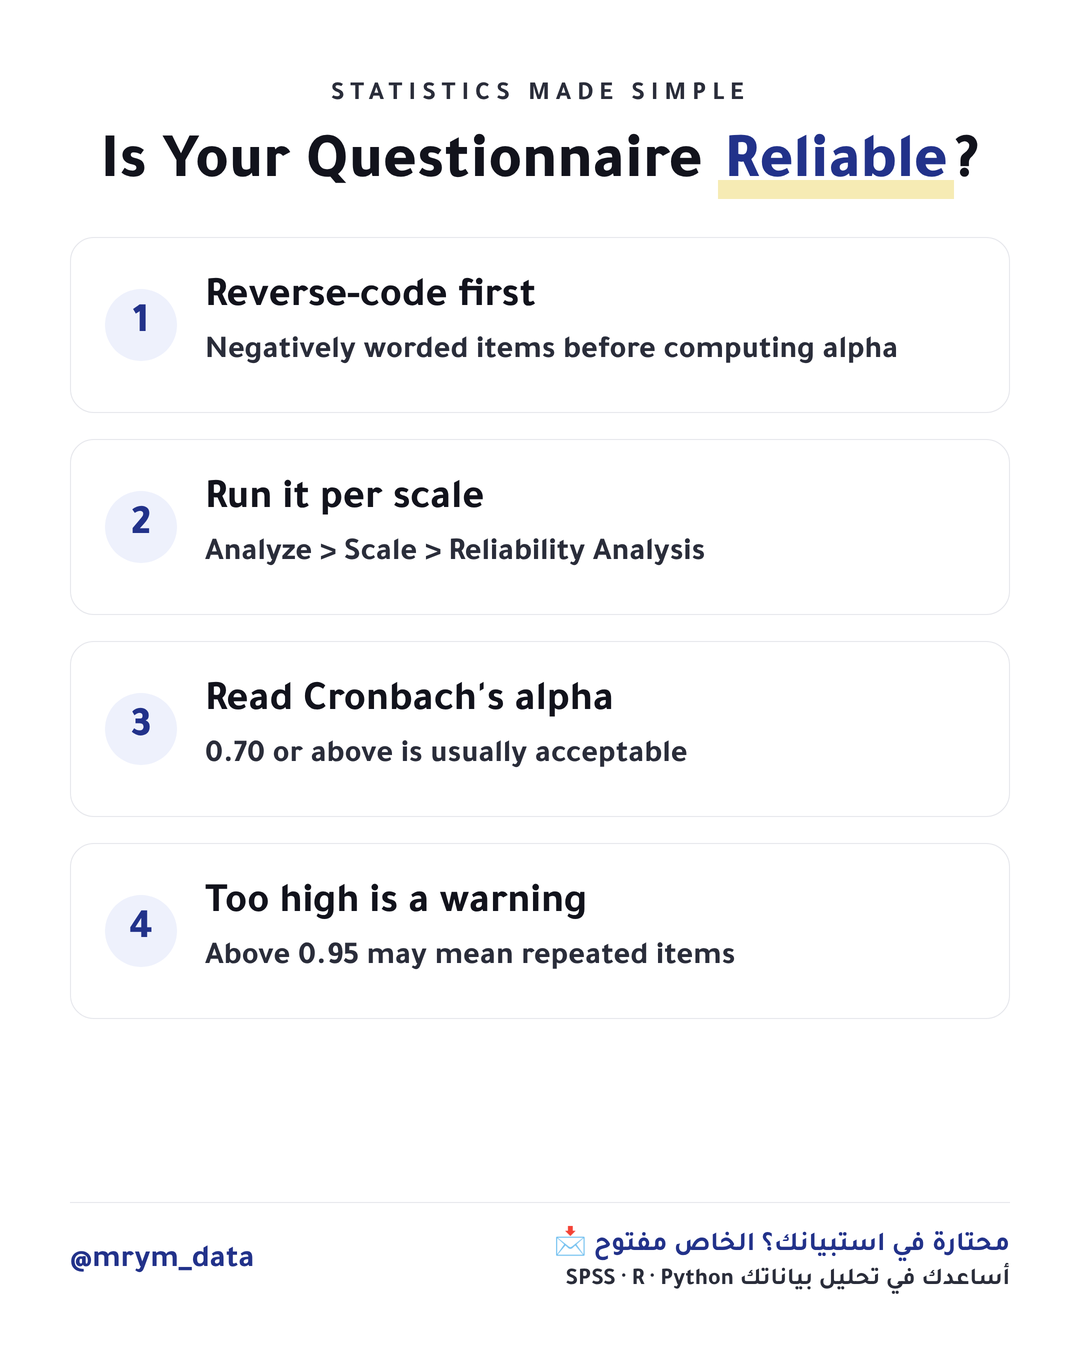 STATISTICS MADE SIMPLE
Is Your Questionnaire Reliable?
1
Reverse-code first
Negatively worded items before computing alpha
2
Run it per scale
Analyze > Scale > Reliability Analysis
3
Read Cronbach's alpha
0.70 or above is usually acceptable
4
Too high is a warning
Above 0.95 may mean repeated items
@mrym_data
محتارة في استبيانك؟ الخاص مفتوح 📩
أساعدك في تحليل بياناتك SPSS · R · Python